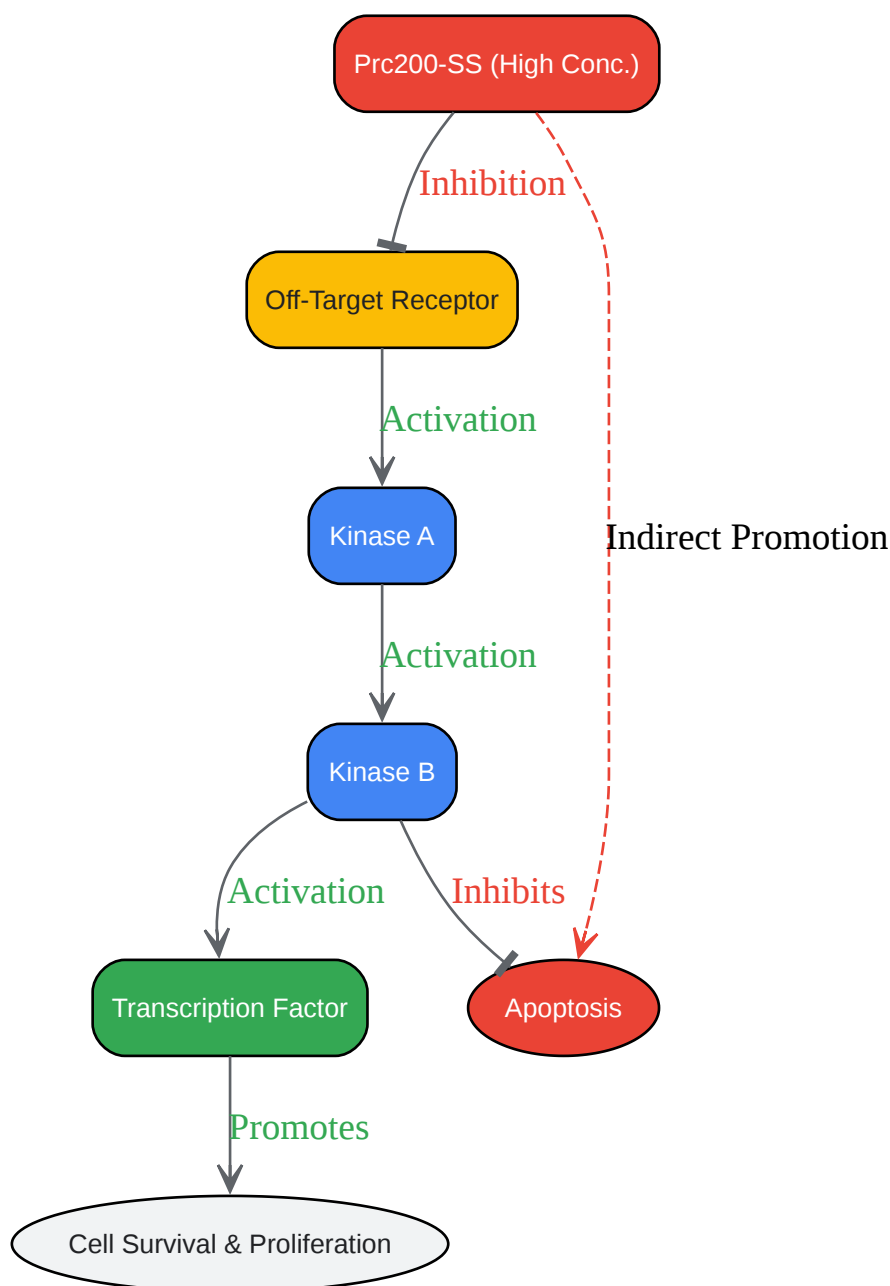 Prc200-SS (High Conc.)
Inhibition
Off-Target Receptor
Activation
Kinase A
Indirect Promotion
Activation
Kinase B
Activation
Inhibits
Transcription Factor
Apoptosis
Promotes
Cell Survival & Proliferation